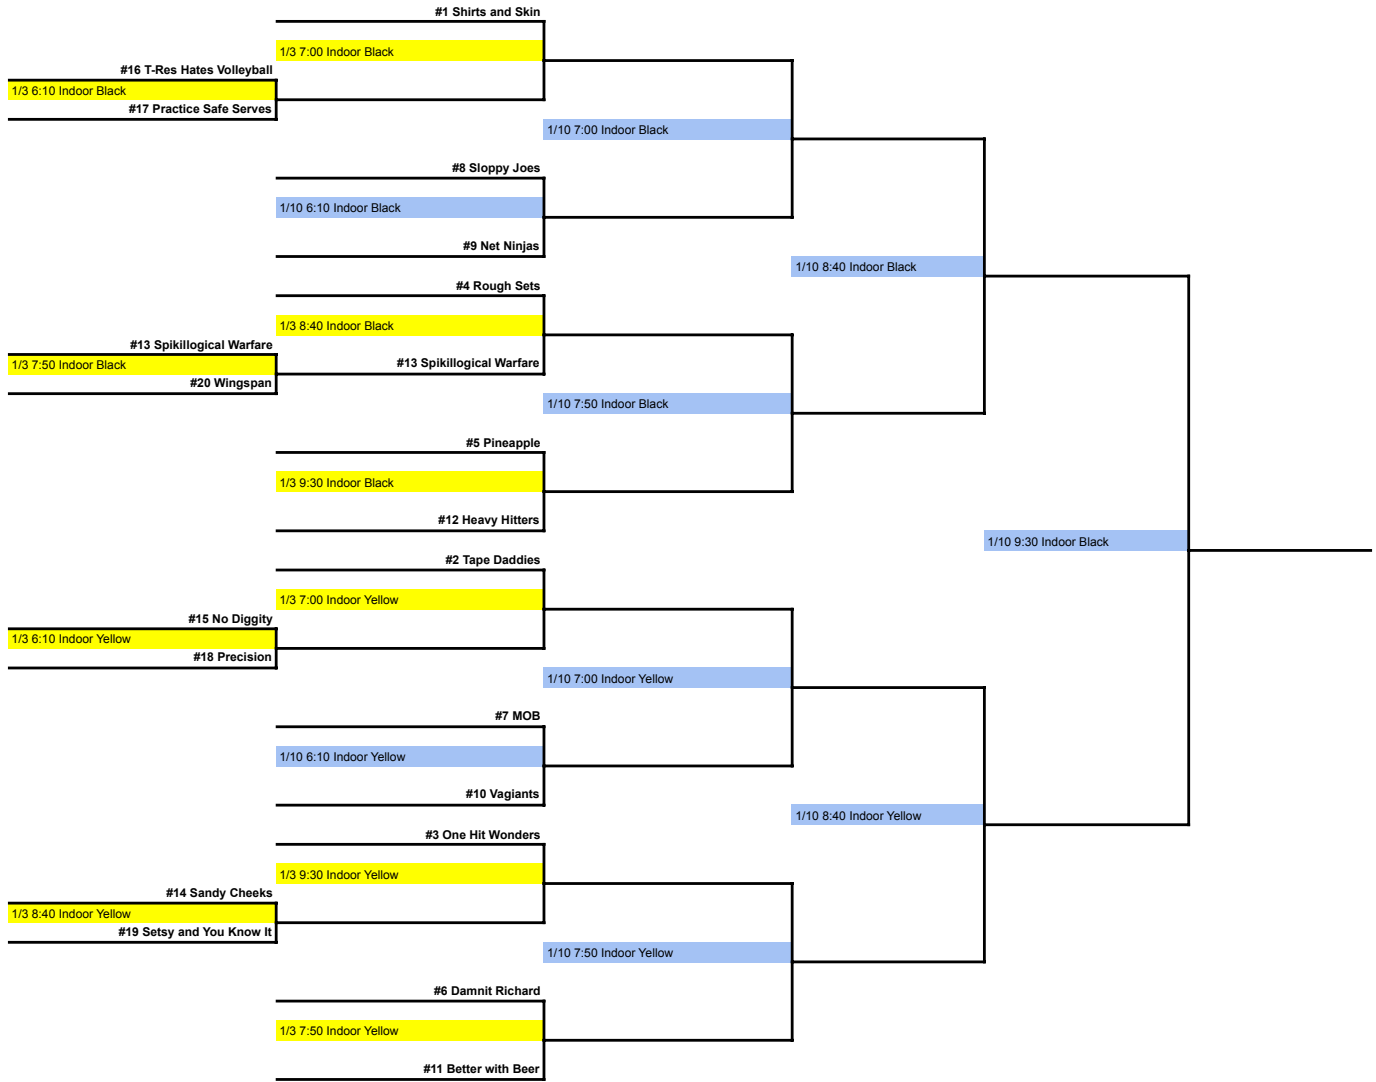 #1 Shirts and Skin
1/3 7:00 Indoor Black
#16 T-Res Hates Volleyball
1/3 6:10 Indoor Black
#17 Practice Safe Serves
1/10 7:00 Indoor Black
#8 Sloppy Joes
1/10 6:10 Indoor Black
#9 Net Ninjas
1/10 8:40 Indoor Black
#4 Rough Sets
1/3 8:40 Indoor Black
#13 Spikillogical Warfare
1/3 7:50 Indoor Black
#13 Spikillogical Warfare
#20 Wingspan
1/10 7:50 Indoor Black
#5 Pineapple
1/3 9:30 Indoor Black
#12 Heavy Hitters
1/10 9:30 Indoor Black
#2 Tape Daddies
1/3 7:00 Indoor Yellow
#15 No Diggity
1/3 6:10 Indoor Yellow
#18 Precision
1/10 7:00 Indoor Yellow
#7 MOB
1/10 6:10 Indoor Yellow
#10 Vagiants
1/10 8:40 Indoor Yellow
#3 One Hit Wonders
1/3 9:30 Indoor Yellow
#14 Sandy Cheeks
1/3 8:40 Indoor Yellow
#19 Setsy and You Know It
1/10 7:50 Indoor Yellow
#6 Damnit Richard
1/3 7:50 Indoor Yellow
#11 Better with Beer